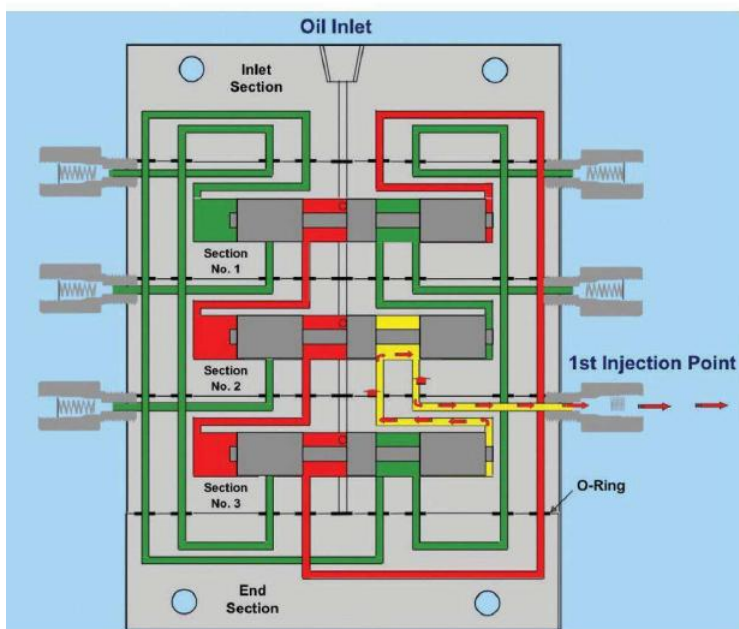 Oil Inlet
Inlet
Section
Section
No. 1
Section
No. 2
1st Injection Point
Section
No. 3
O-Ring
End
Section